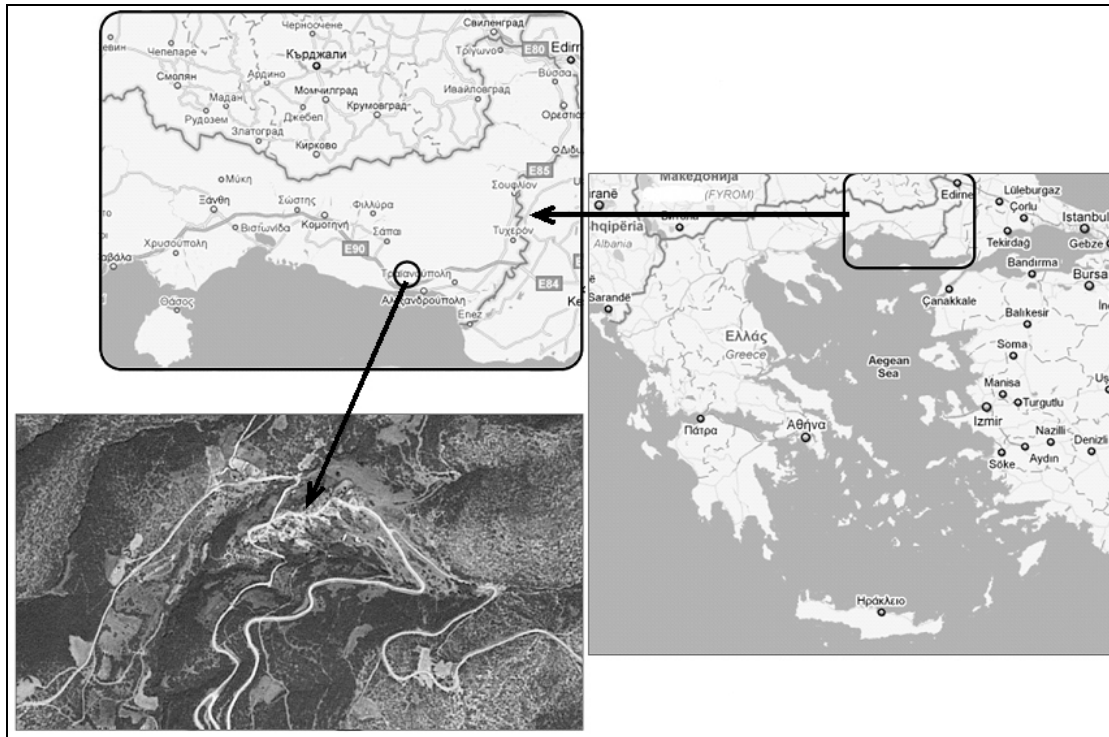 Свиленград
Черноочене
Τρίγωνο
E80
Чепеларе
Кърджали
Смолян
Ардино
Βύσσα
Момчилград
Ивайловград
Мадан
Крумовград
Рудозем
Джебел
Златоград
Кирково
E85
Μύκη
Σουφλίον
Ξάνθη
Σώστης
Φιλλύρα
Κομοτηνή
Βιστωνίδα
Σάπαι
Τυχερόν
Χρυσούπολη
E90
Τραϊανούπολη
E84
Θάσος
Αλεξανδρούπολη
Enez
Македонија
(FYROM)
Edirne
Lüleburgaz
Çorlu
Istanbul
Shqipëria
Albania
Tekirdağ
Gebze
Bandırma
Sarandë
Çanakkale
Bursa
Balıkesir
Ελλάς
Greece
Soma
Aegean
Sea
Manisa
Turgutlu
Πάτρα
Αθήνα
Izmir
Nazilli
Denizli
Söke
Aydın
Ηράκλειο